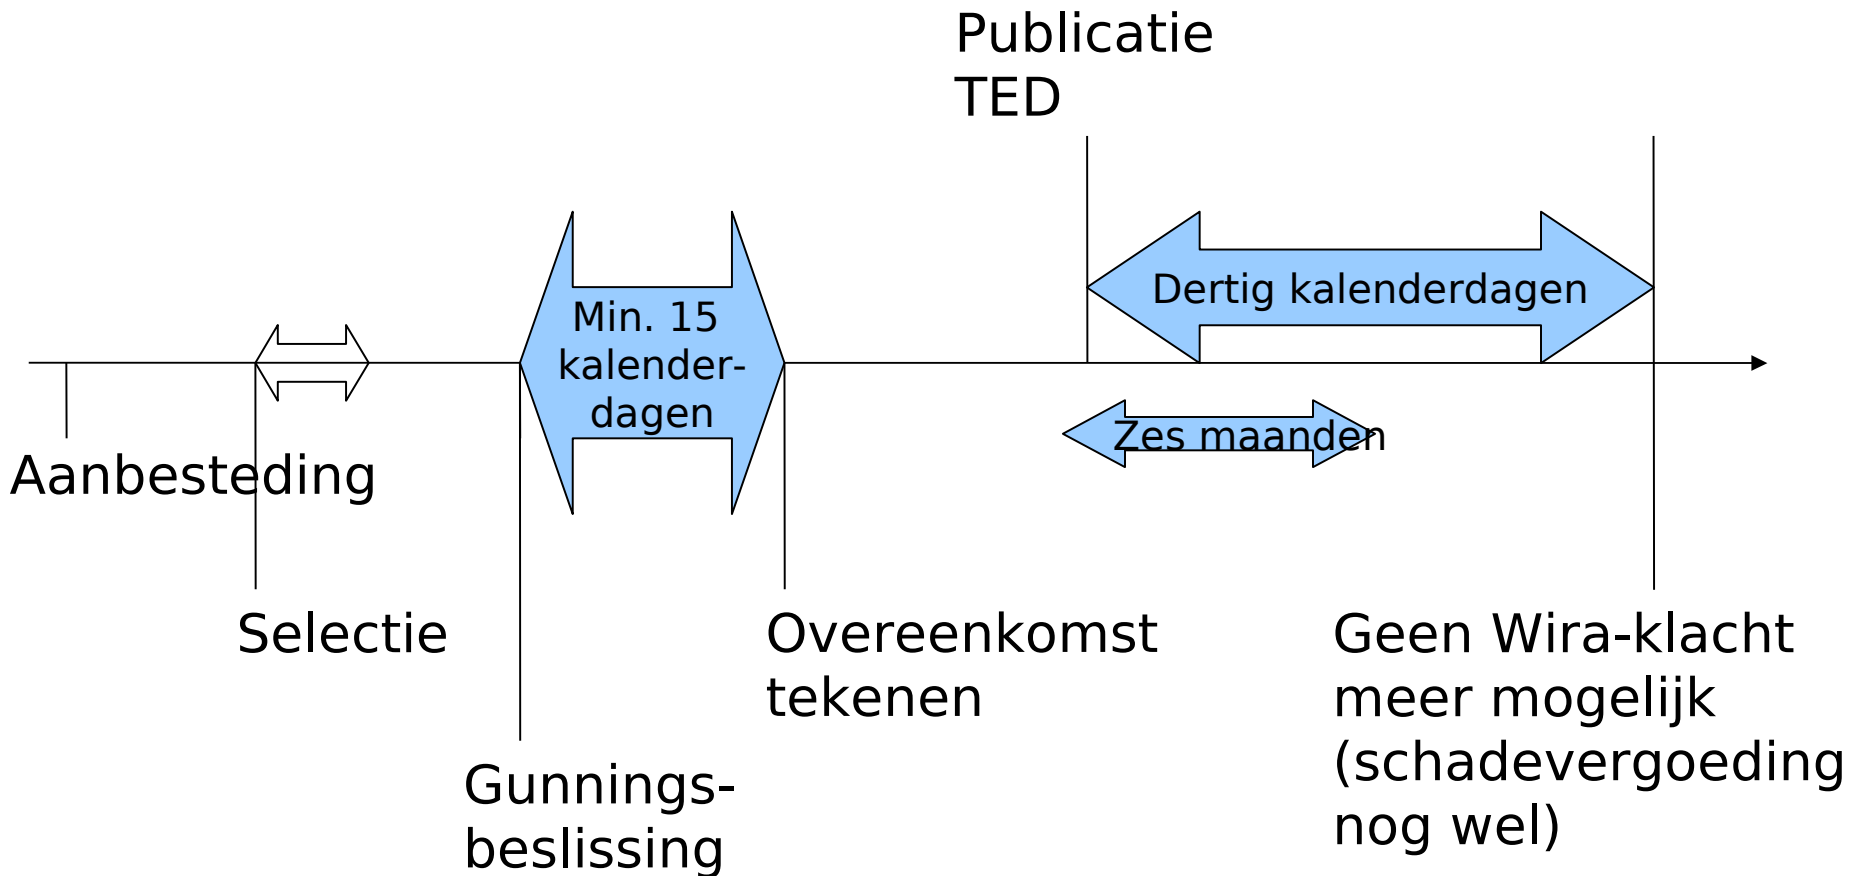 Publicatie
TED
Dertig kalenderdagen
Min. 15
kalender-
dagen
Zes maanden
Aanbesteding
Selectie
Overeenkomst
tekenen
Geen Wira-klacht
meer mogelijk
(schadevergoeding
nog wel)
Gunnings-
beslissing